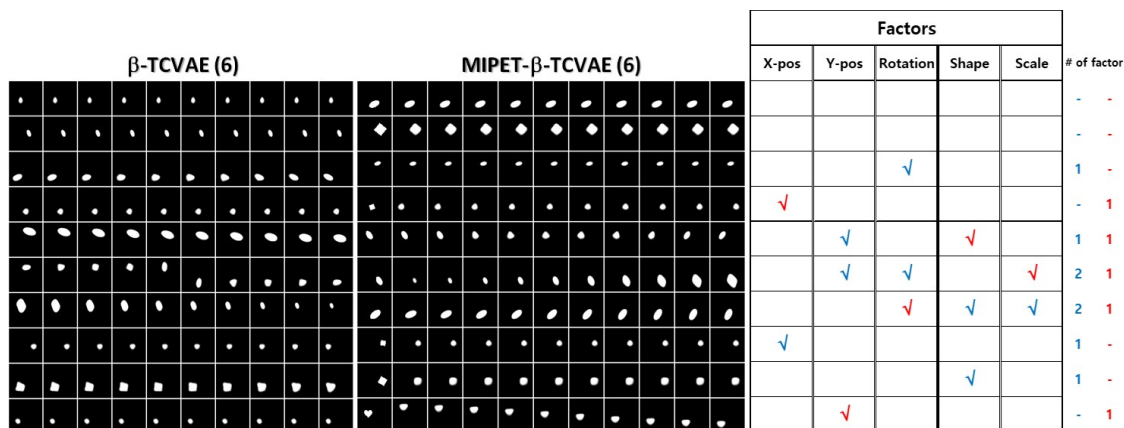 Factors
β-TCVAE (6) MIPET-β-TCVAE (6) X-pos Y-pos Rotation Shape Scale # of factor
- -
- -
√ 1 -
√ - 1
√ √ 1 1
√ √ √ 2 1
√ √ √ 2 1
√ 1 -
√ 1 -
√ - 1